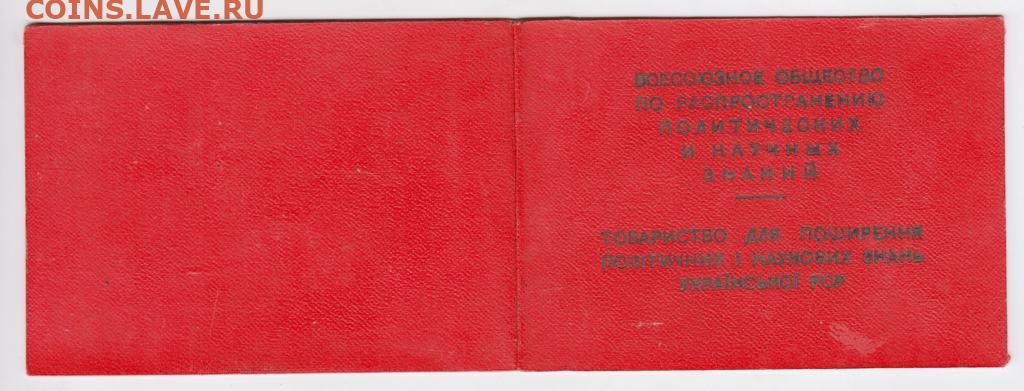 COINS.LAVE.RU
ВСЕСОЮЗНОЕ ОБЩЕСТВО
ПО РАСПРОСТРАНЕНИЮ
ПОЛИТИЧЕСКИХ
И НАУЧНЫХ
ЗНАНИЙ
ТОВАРИСТВО ДЛЯ ПОШИРЕННЯ
ПОЛІТИЧНИХ І НАУКОВИХ ЗНАНЬ
УКРАЇНСЬКОЇ РСР